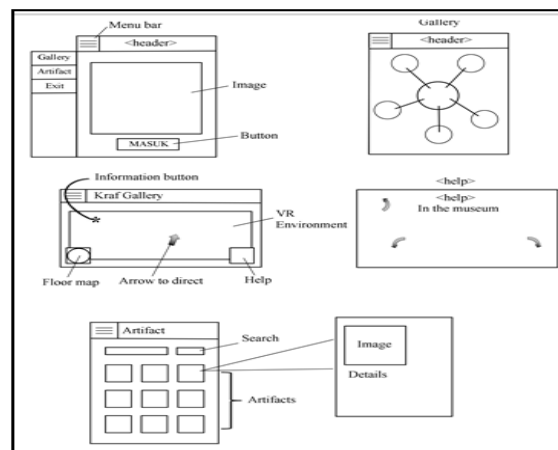 Menu bar
<header>
Gallery
Artifact
Exit
Image
MASUK
Button
Gallery
<header>
Information button
Kraf Gallery
VR
Environment
Floor map
Arrow to direct
Help
<help>
<help>
In the museum
Artifact
Search
Artifacts
Image
Details